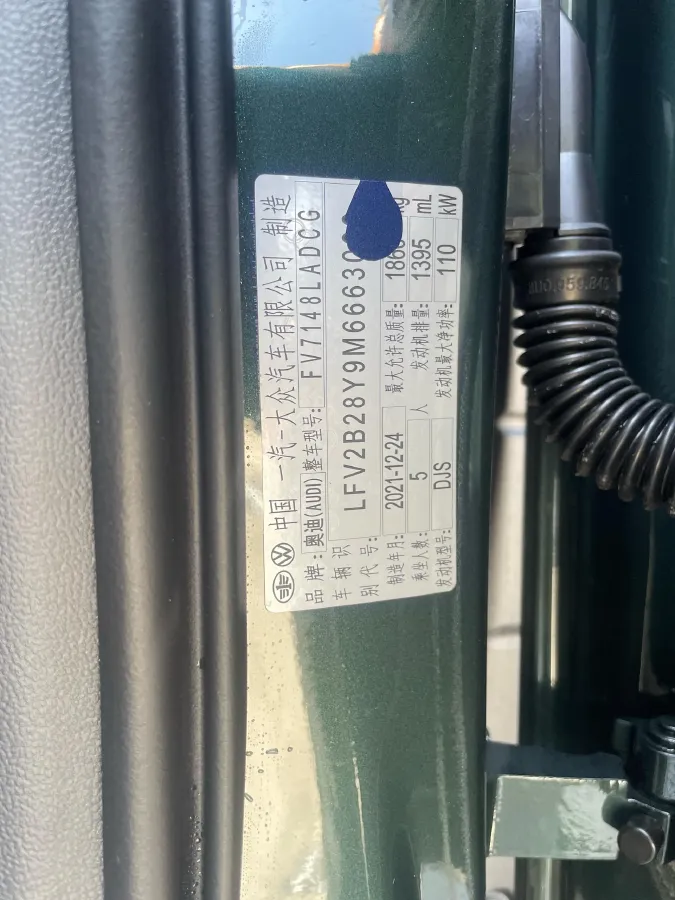 中国 一汽-大众汽车有限公司 制造
品牌: 奥迪(AUDI) 整车型号: FV7148LADCG
车辆识别代号: LFV2B28Y9M66630
制造年月: 2021-12-24 最大允许总质量: 186
乘坐人数: 5 人 发动机排量: 1395 mL
发动机型号: DJS 发动机最大净功率: 110 kW